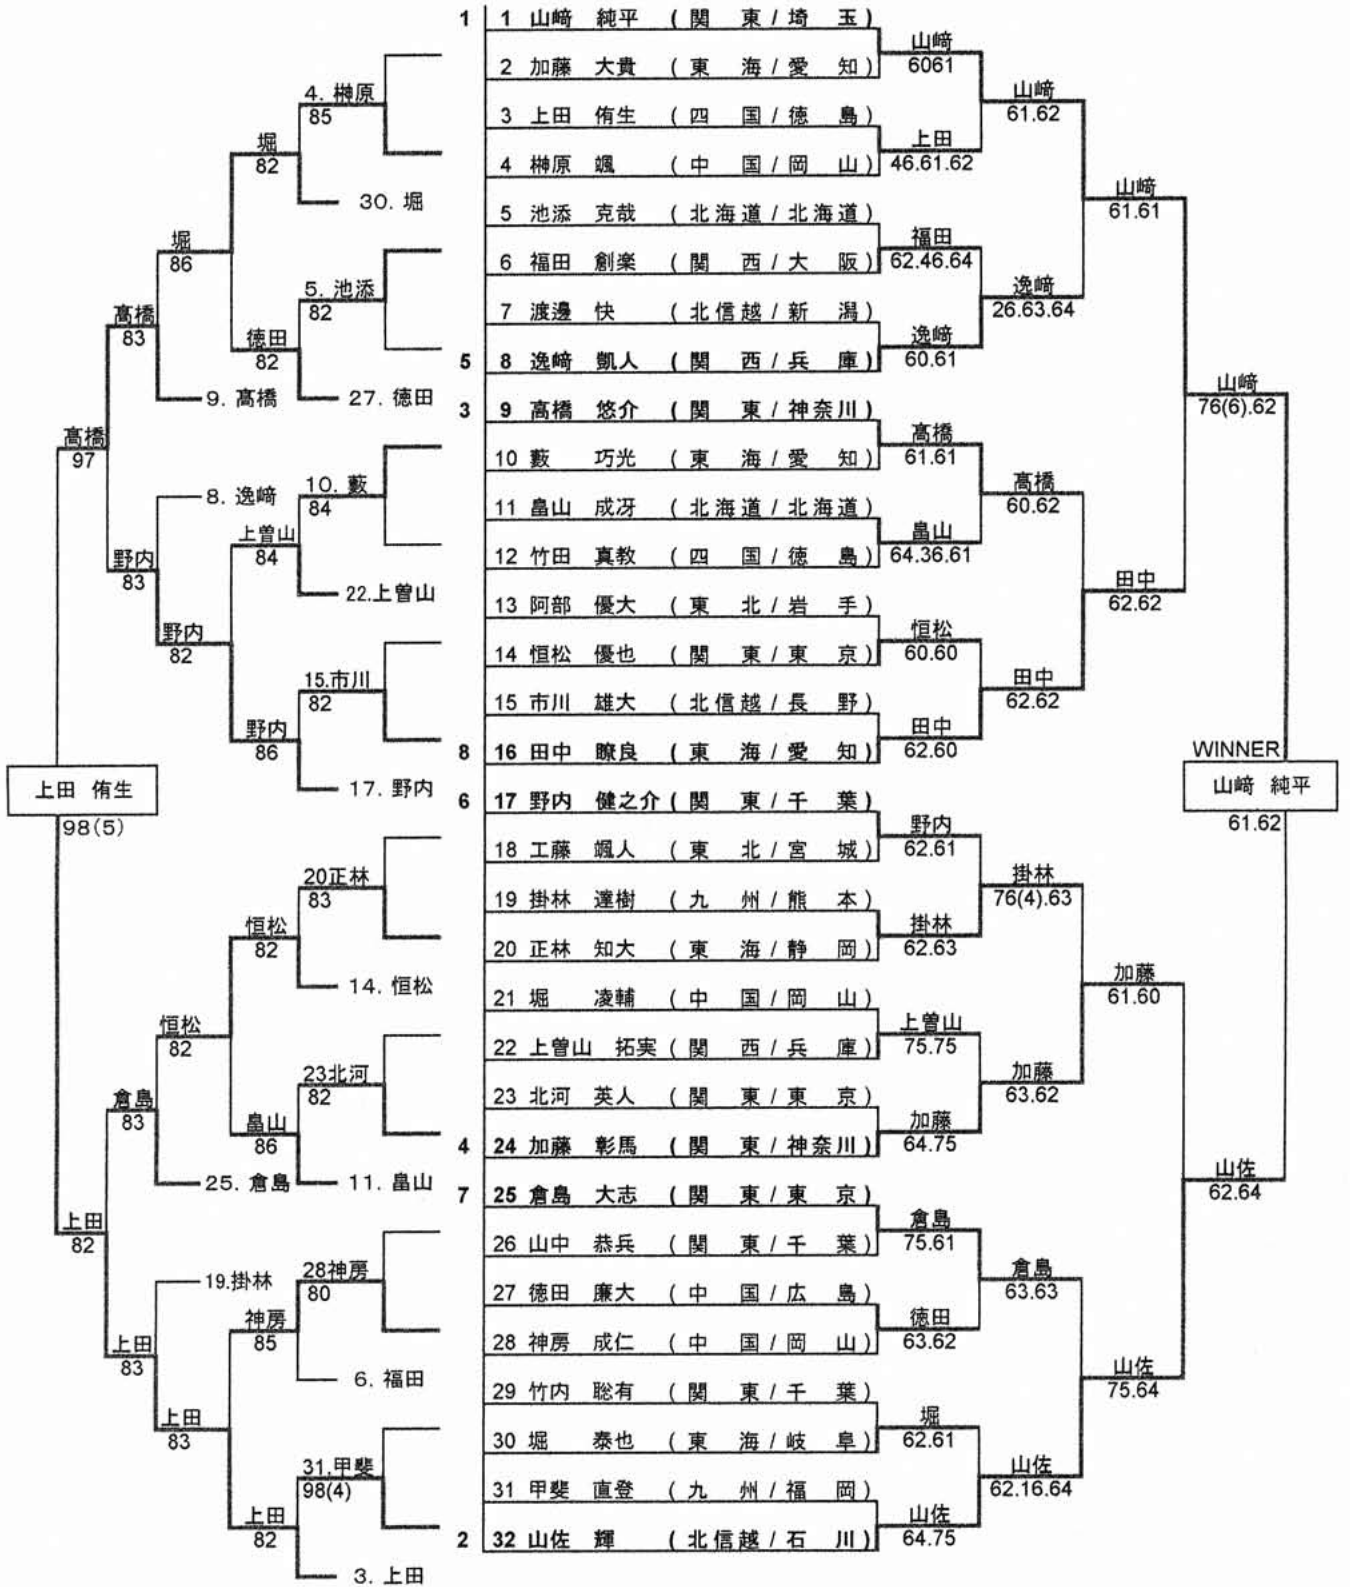 1 1 山﨑 純平 (関東/埼玉)
2 加藤 大貴 (東海/愛知)
3 上田 侑生 (四国/徳島)
4 榊原 颯 (中国/岡山)
5 池添 克哉 (北海道/北海道)
6 福田 創楽 (関西/大阪)
7 渡邊 快 (北信越/新潟)
5 8 逸﨑 凱人 (関西/兵庫)
3 9 高橋 悠介 (関東/神奈川)
10 藪 巧光 (東海/愛知)
11 畠山 成冴 (北海道/北海道)
12 竹田 真教 (四国/徳島)
13 阿部 優大 (東北/岩手)
14 恒松 優也 (関東/東京)
15 市川 雄大 (北信越/長野)
8 16 田中 瞭良 (東海/愛知)
6 17 野内 健之介 (関東/千葉)
18 工藤 颯人 (東北/宮城)
19 掛林 達樹 (九州/熊本)
20 正林 知大 (東海/静岡)
21 堀 凌輔 (中国/岡山)
22 上曽山 拓実 (関西/兵庫)
23 北河 英人 (関東/東京)
4 24 加藤 彰馬 (関東/神奈川)
7 25 倉島 大志 (関東/東京)
26 山中 恭兵 (関東/千葉)
27 徳田 廉大 (中国/広島)
28 神房 成仁 (中国/岡山)
29 竹内 聡有 (関東/千葉)
30 堀 泰也 (東海/岐阜)
31 甲斐 直登 (九州/福岡)
2 32 山佐 輝 (北信越/石川)
山﨑
6061
上田
46.61.62
福田
62.46.64
逸﨑
60.61
髙橋
61.61
畠山
64.36.61
恒松
60.60
田中
62.60
野内
62.61
掛林
62.63
上曽山
75.75
加藤
64.75
倉島
75.61
徳田
63.62
堀
62.61
山佐
64.75
山﨑
61.62
逸﨑
26.63.64
髙橋
60.62
田中
62.62
掛林
76(4).63
加藤
63.62
倉島
63.63
山佐
62.16.64
山﨑
61.61
田中
62.62
加藤
61.60
山佐
75.64
山﨑
76(6).62
山佐
62.64
WINNER
山﨑 純平
61.62
4. 榊原
85
30. 堀
5. 池添
82
27. 徳田
10. 藪
84
22.上曽山
15.市川
82
17. 野内
20正林
83
14. 恒松
23北河
82
11. 畠山
28神房
80
6. 福田
31.甲斐
98(4)
3. 上田
堀
82
徳田
82
上曽山
84
野内
86
恒松
82
畠山
86
神房
85
上田
82
堀
86
9. 髙橋
8. 逸﨑
野内
82
恒松
82
25. 倉島
19.掛林
上田
83
髙橋
83
野内
83
倉島
83
上田
83
髙橋
97
上田
82
上田 侑生
98(5)